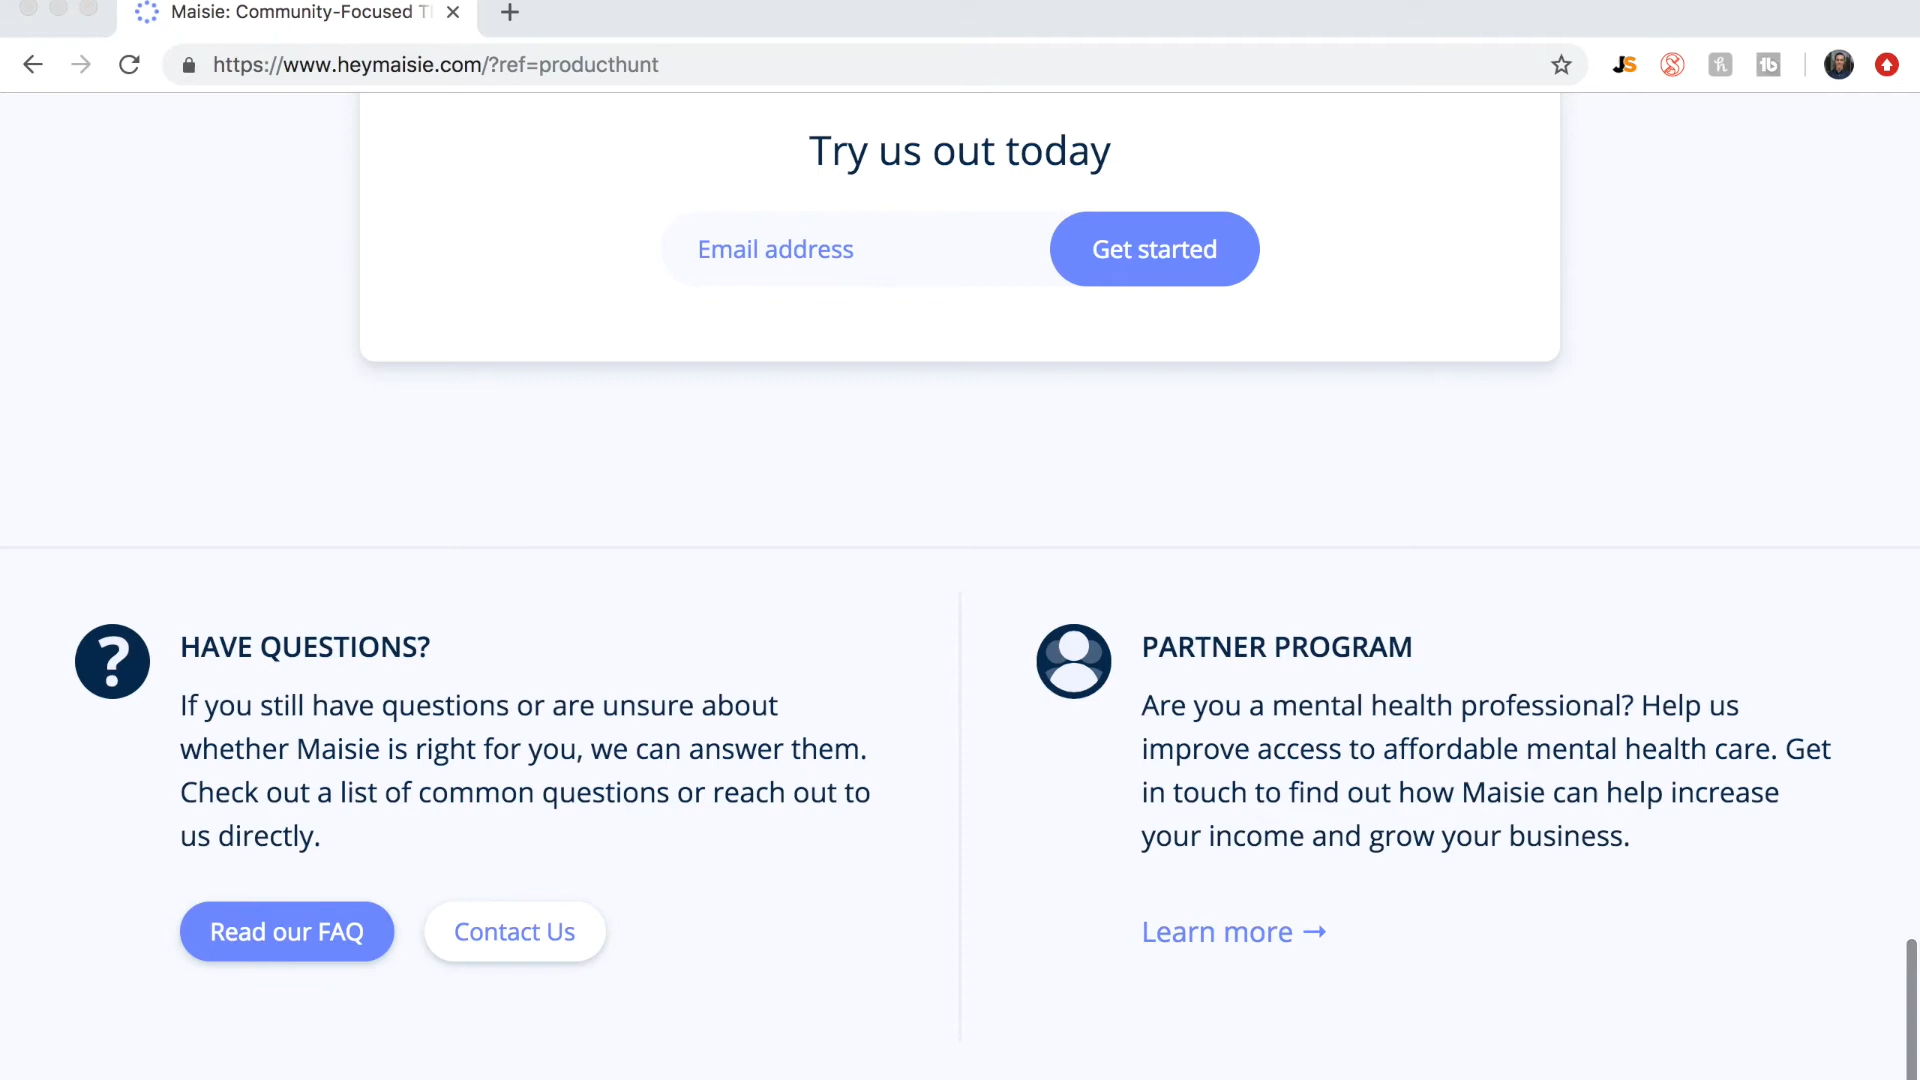 Maisie: Community-Focused
https://www.heymaisie.com/?ref=producthunt
JS
Try us out today
Email address
Get started
?
HAVE QUESTIONS?
If you still have questions or are unsure about
whether Maisie is right for you, we can answer them.
Check out a list of common questions or reach out to
us directly.
Read our FAQ
Contact Us
PARTNER PROGRAM
Are you a mental health professional? Help us
improve access to affordable mental health care. Get
in touch to find out how Maisie can help increase
your income and grow your business.
Learn more →